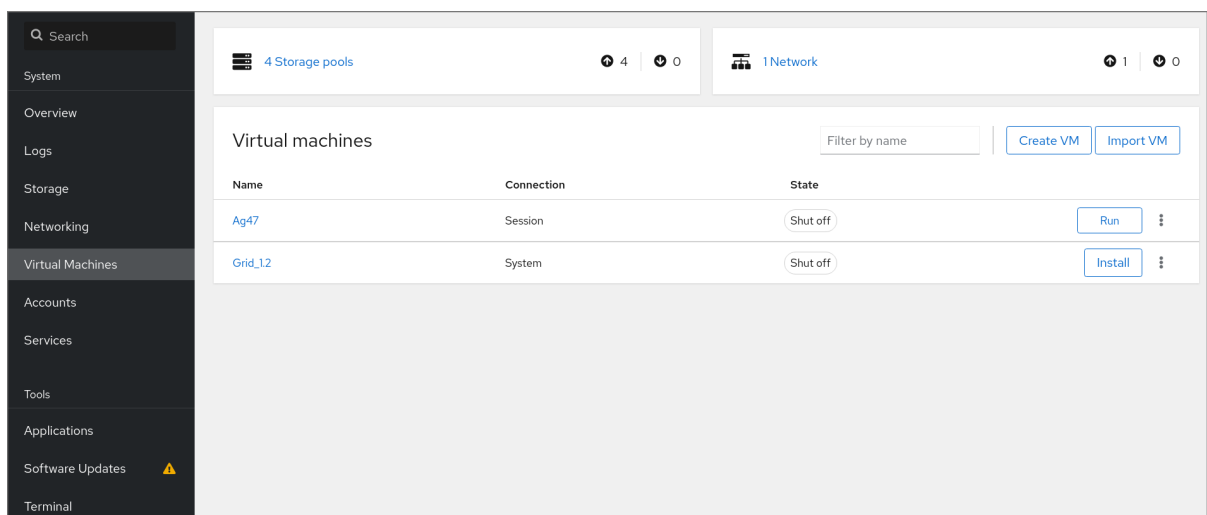 Search
System
Overview
Logs
Storage
Networking
Virtual Machines
Accounts
Services
Tools
Applications
Software Updates
Terminal
4 Storage pools 4 0
1 Network 1 0
Virtual machines Filter by name Create VM Import VM
Name Connection State
Ag47 Session Shut off Run
Grid_1.2 System Shut off Install